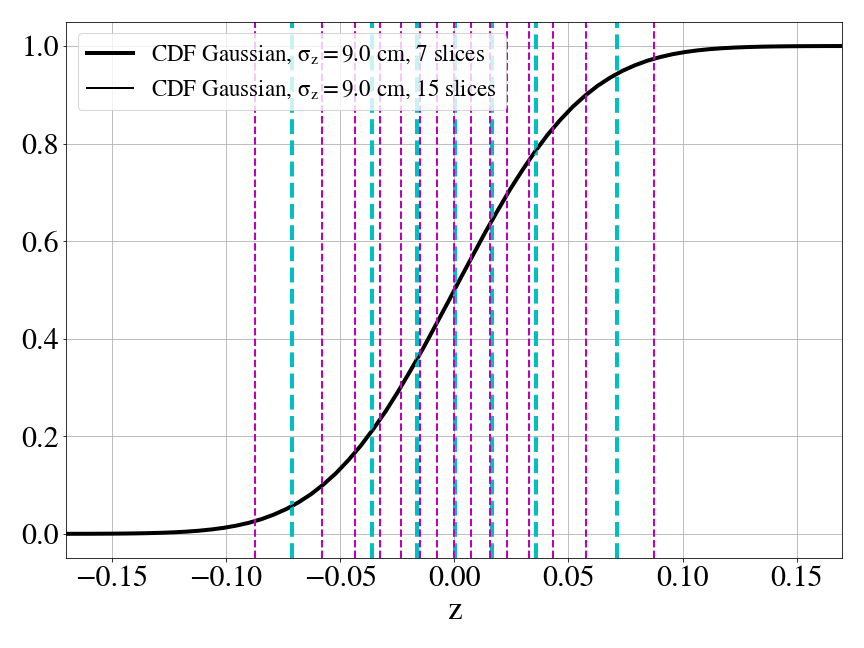 CDF Gaussian, σz = 9.0 cm, 7 slices
CDF Gaussian, σz = 9.0 cm, 15 slices
1.0
0.8
0.6
0.4
0.2
0.0
−0.15 −0.10 −0.05 0.00 0.05 0.10 0.15
z